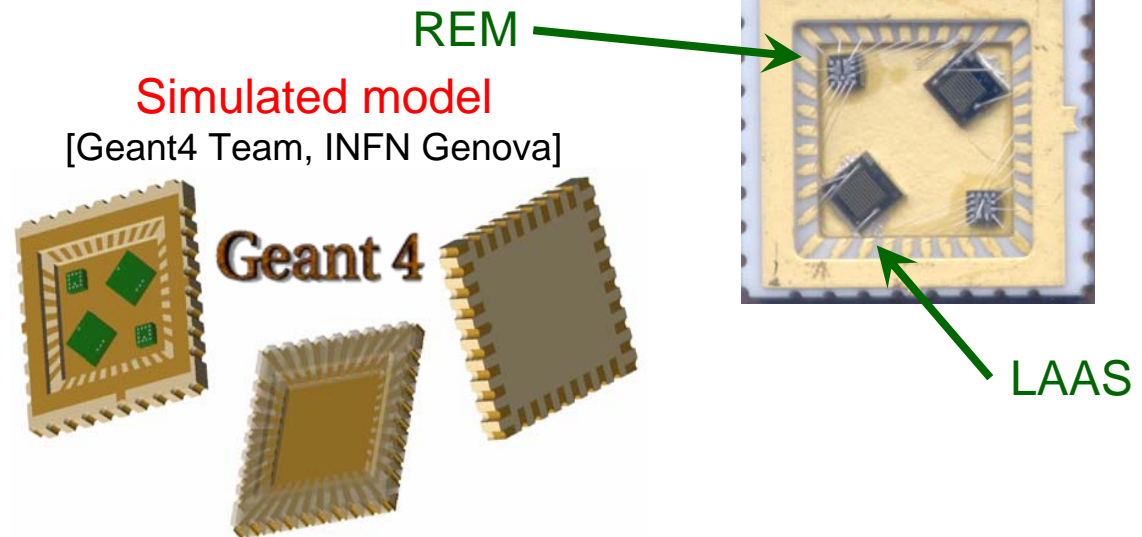 REM
Simulated model
[Geant4 Team, INFN Genova]
Geant 4
LAAS